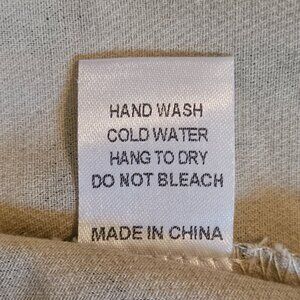 HAND WASH
COLD WATER
HANG TO DRY
DO NOT BLEACH
MADE IN CHINA